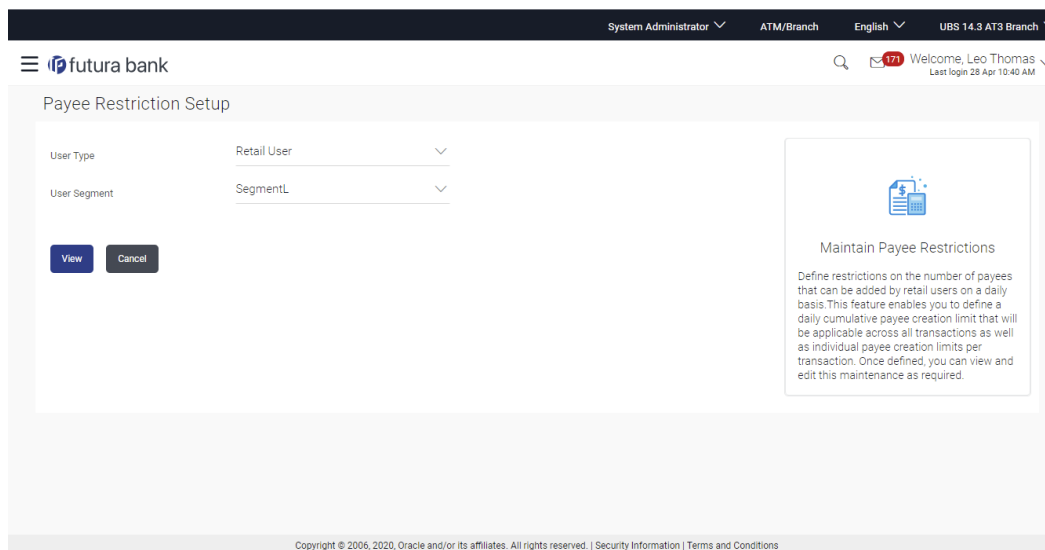 System Administrator ATM/Branch English UBS 14.3 AT3 Branch
futura bank 171 Welcome, Leo Thomas
Last login 28 Apr 10:40 AM
Payee Restriction Setup
User Type Retail User
User Segment SegmentL
View Cancel
$
Maintain Payee Restrictions
Define restrictions on the number of payees
that can be added by retail users on a daily
basis.This feature enables you to define a
daily cumulative payee creation limit that will
be applicable across all transactions as well
as individual payee creation limits per
transaction. Once defined, you can view and
edit this maintenance as required.
Copyright © 2006, 2020, Oracle and/or its affiliates. All rights reserved. | Security Information | Terms and Conditions